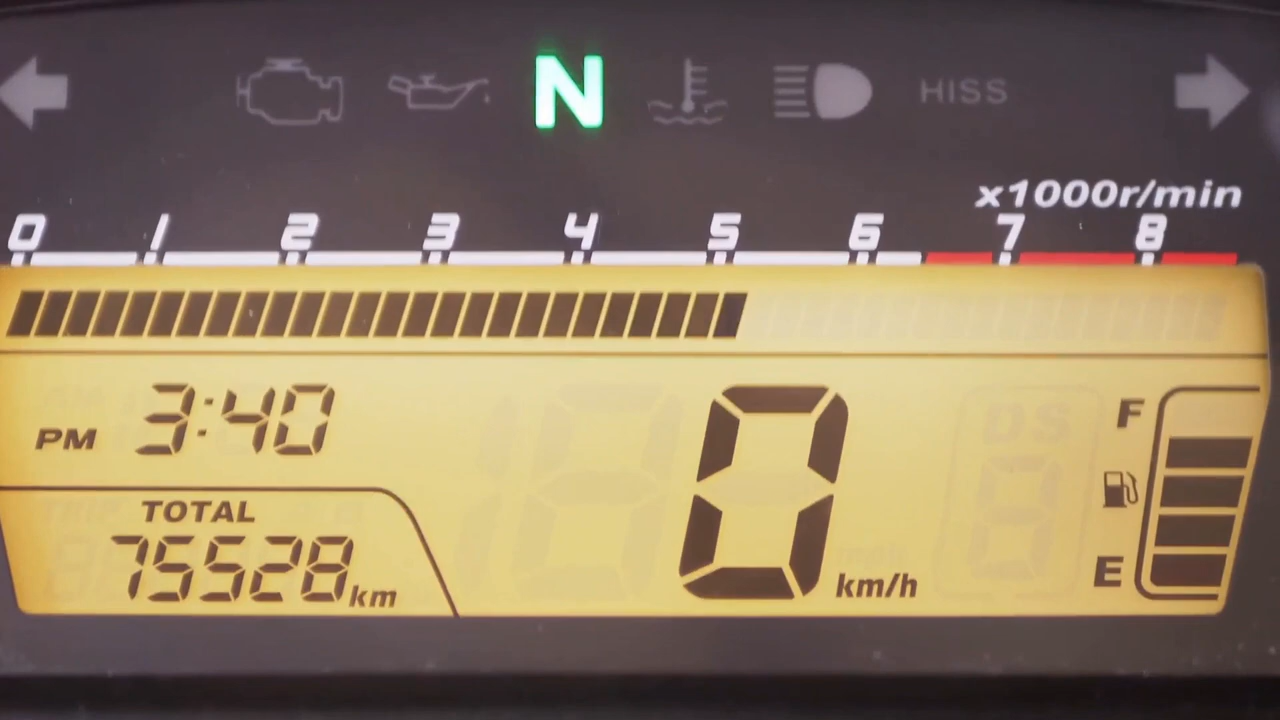 N
HISS
x1000r/min
0 1 2 3 4 5 6 7 8
PM 3:40
0 km/h
F
E
TOTAL
75528 km